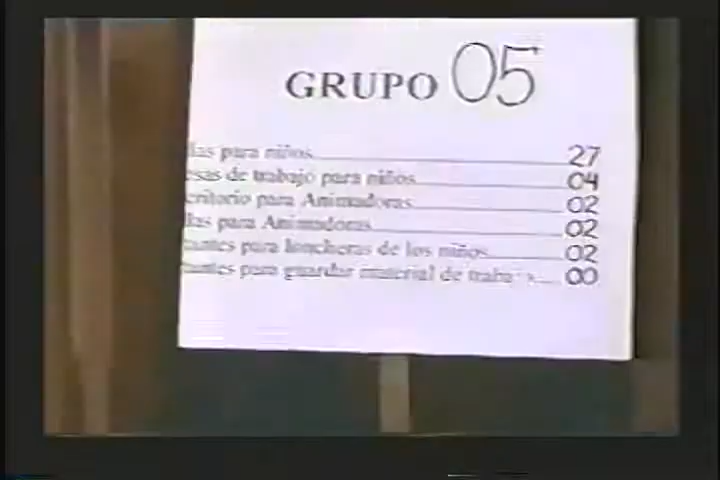 GRUPO 05
llas para niños 27
esas de trabajo para niños 04
critorio para Animadoras 02
llas para Animadoras 02
tantes para loncheras de los niños 02
tantes para guardar material de trabajo 00